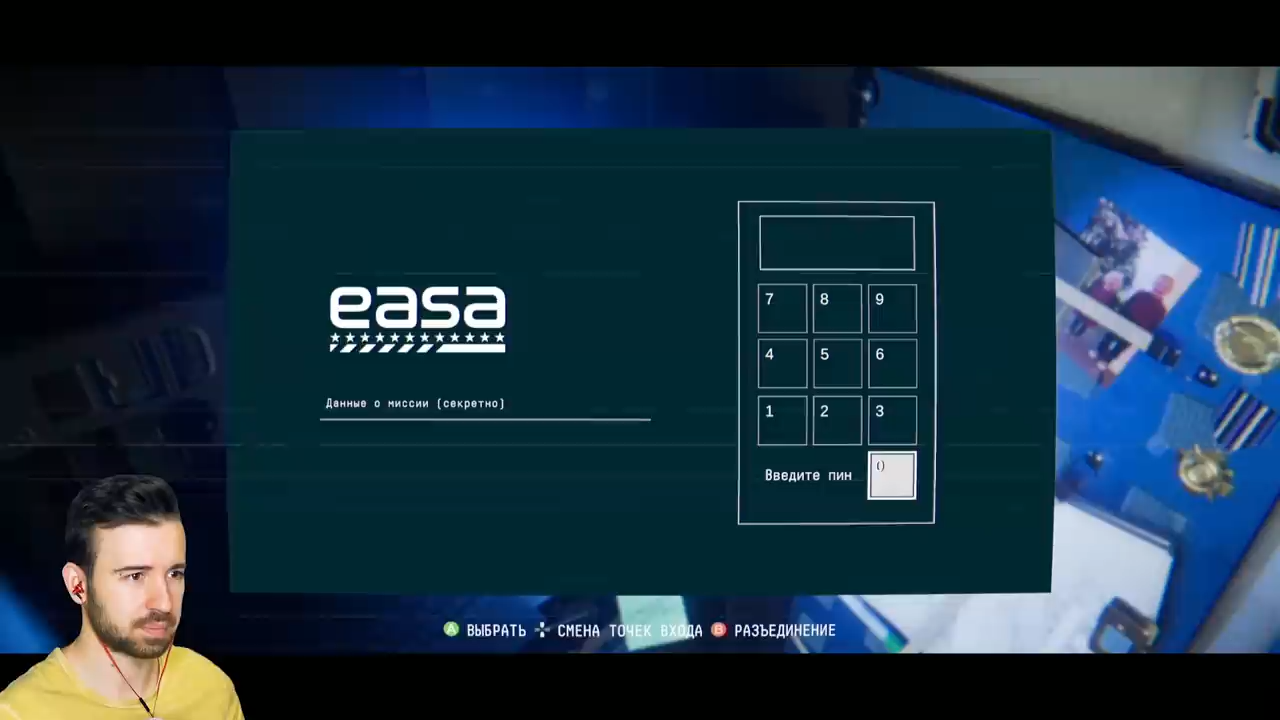 easa
Данные о миссии (секретно)
7 8 9
4 5 6
1 2 3
Введите пин 0
A ВЫБРАТЬ СМЕНА ТОЧЕК ВХОДА B РАЗЪЕДИНЕНИЕ